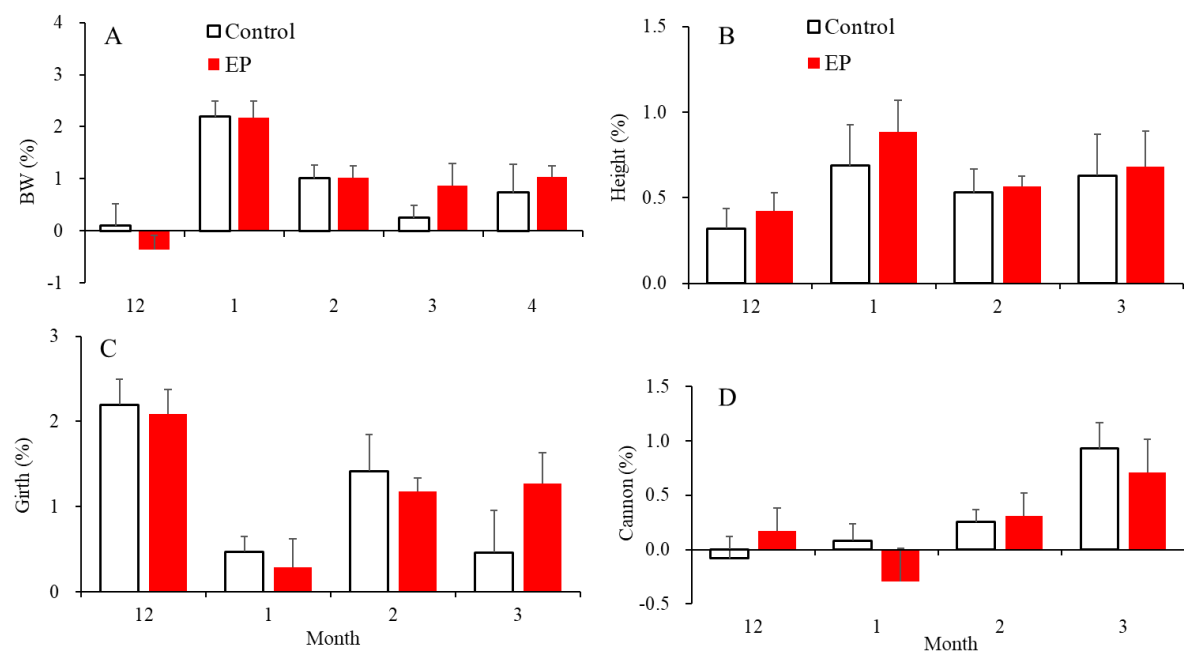 A
Control
EP
4
3
2
1
0
-1
BW (%)
12 1 2 3 4
B
Control
EP
1.5
1.0
0.5
0.0
Height (%)
12 1 2 3
C
3
2
1
0
Girth (%)
12 1 2 3
Month
D
1.5
1.0
0.5
0.0
-0.5
Cannon (%)
12 1 2 3
Month